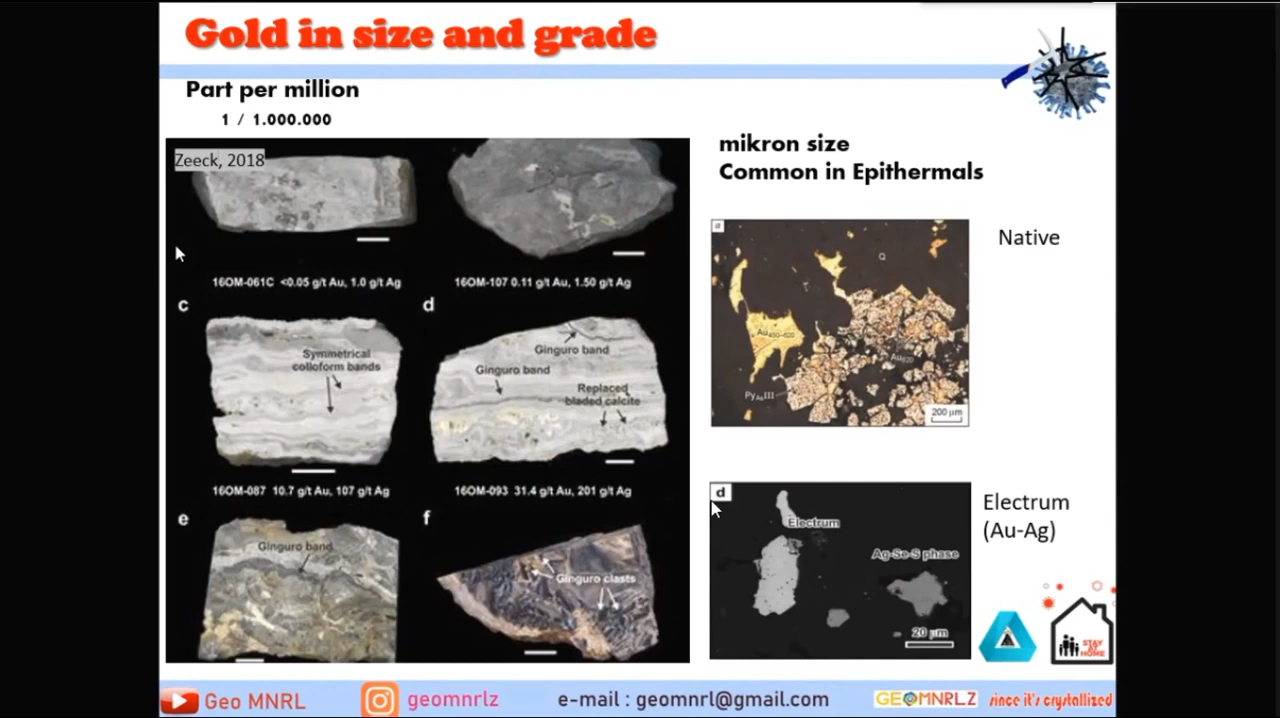 Gold in size and grade
Part per million
1 / 1.000.000
Zeeck, 2018
16OM-061C <0.05 g/t Au, 1.0 g/t Ag
16OM-107 0.11 g/t Au, 1.50 g/t Ag
c
d
Symmetrical
colloform bands
Ginguro band
Ginguro band
Replaced
bladed calcite
16OM-087 10.7 g/t Au, 107 g/t Ag
16OM-093 31.4 g/t Au, 201 g/t Ag
e
f
Ginguro band
Ginguro clasts
mikron size
Common in Epithermals
a
Q
PyAsIII
200 µm
Native
d
Electrum
Ag-Se-S phase
20 µm
Electrum
(Au-Ag)
STAY
AT
HOME
Geo MNRL
geomnrlz
e-mail : geomnrl@gmail.com
GEOMNRLZ
since it's crystallized